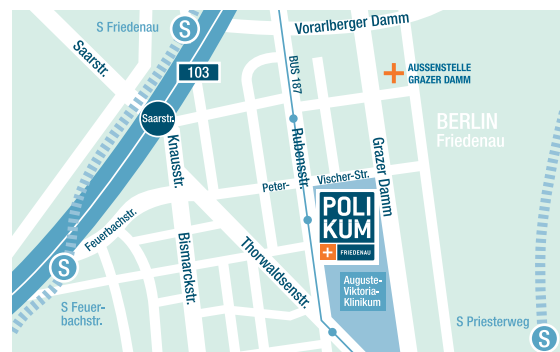 Vorarlberger Damm
S Friedenau
S
Saarstr.
103
BUS 187
AUSSENSTELLE
GRAZER DAMM
Saarstr.
BERLIN
Friedenau
Knausstr.
Rubensstr.
Grazer Damm
Peter-
Vischer-Str.
POLI
KUM
FRIEDENAU
Feuerbachstr.
S
Bismarckstr.
Thorwaldsenstr.
Auguste-
Viktoria-
Klinikum
S Feuer-
bachstr.
S Priesterweg
S